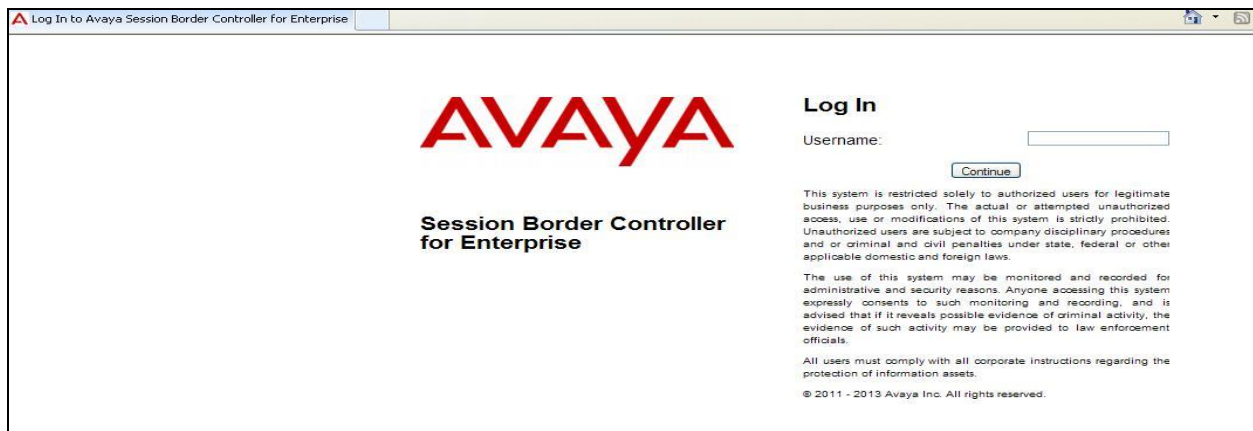 Log In to Avaya Session Border Controller for Enterprise
AVAYA
Session Border Controller
for Enterprise
Log In
Username:
Continue
This system is restricted solely to authorized users for legitimate
business purposes only. The actual or attempted unauthorized
access, use or modifications of this system is strictly prohibited.
Unauthorized users are subject to company disciplinary procedures
and or criminal and civil penalties under state, federal or other
applicable domestic and foreign laws.
The use of this system may be monitored and recorded for
administrative and security reasons. Anyone accessing this system
expressly consents to such monitoring and recording, and is
advised that if it reveals possible evidence of criminal activity, the
evidence of such activity may be provided to law enforcement
officials.
All users must comply with all corporate instructions regarding the
protection of information assets.
© 2011 - 2013 Avaya Inc. All rights reserved.